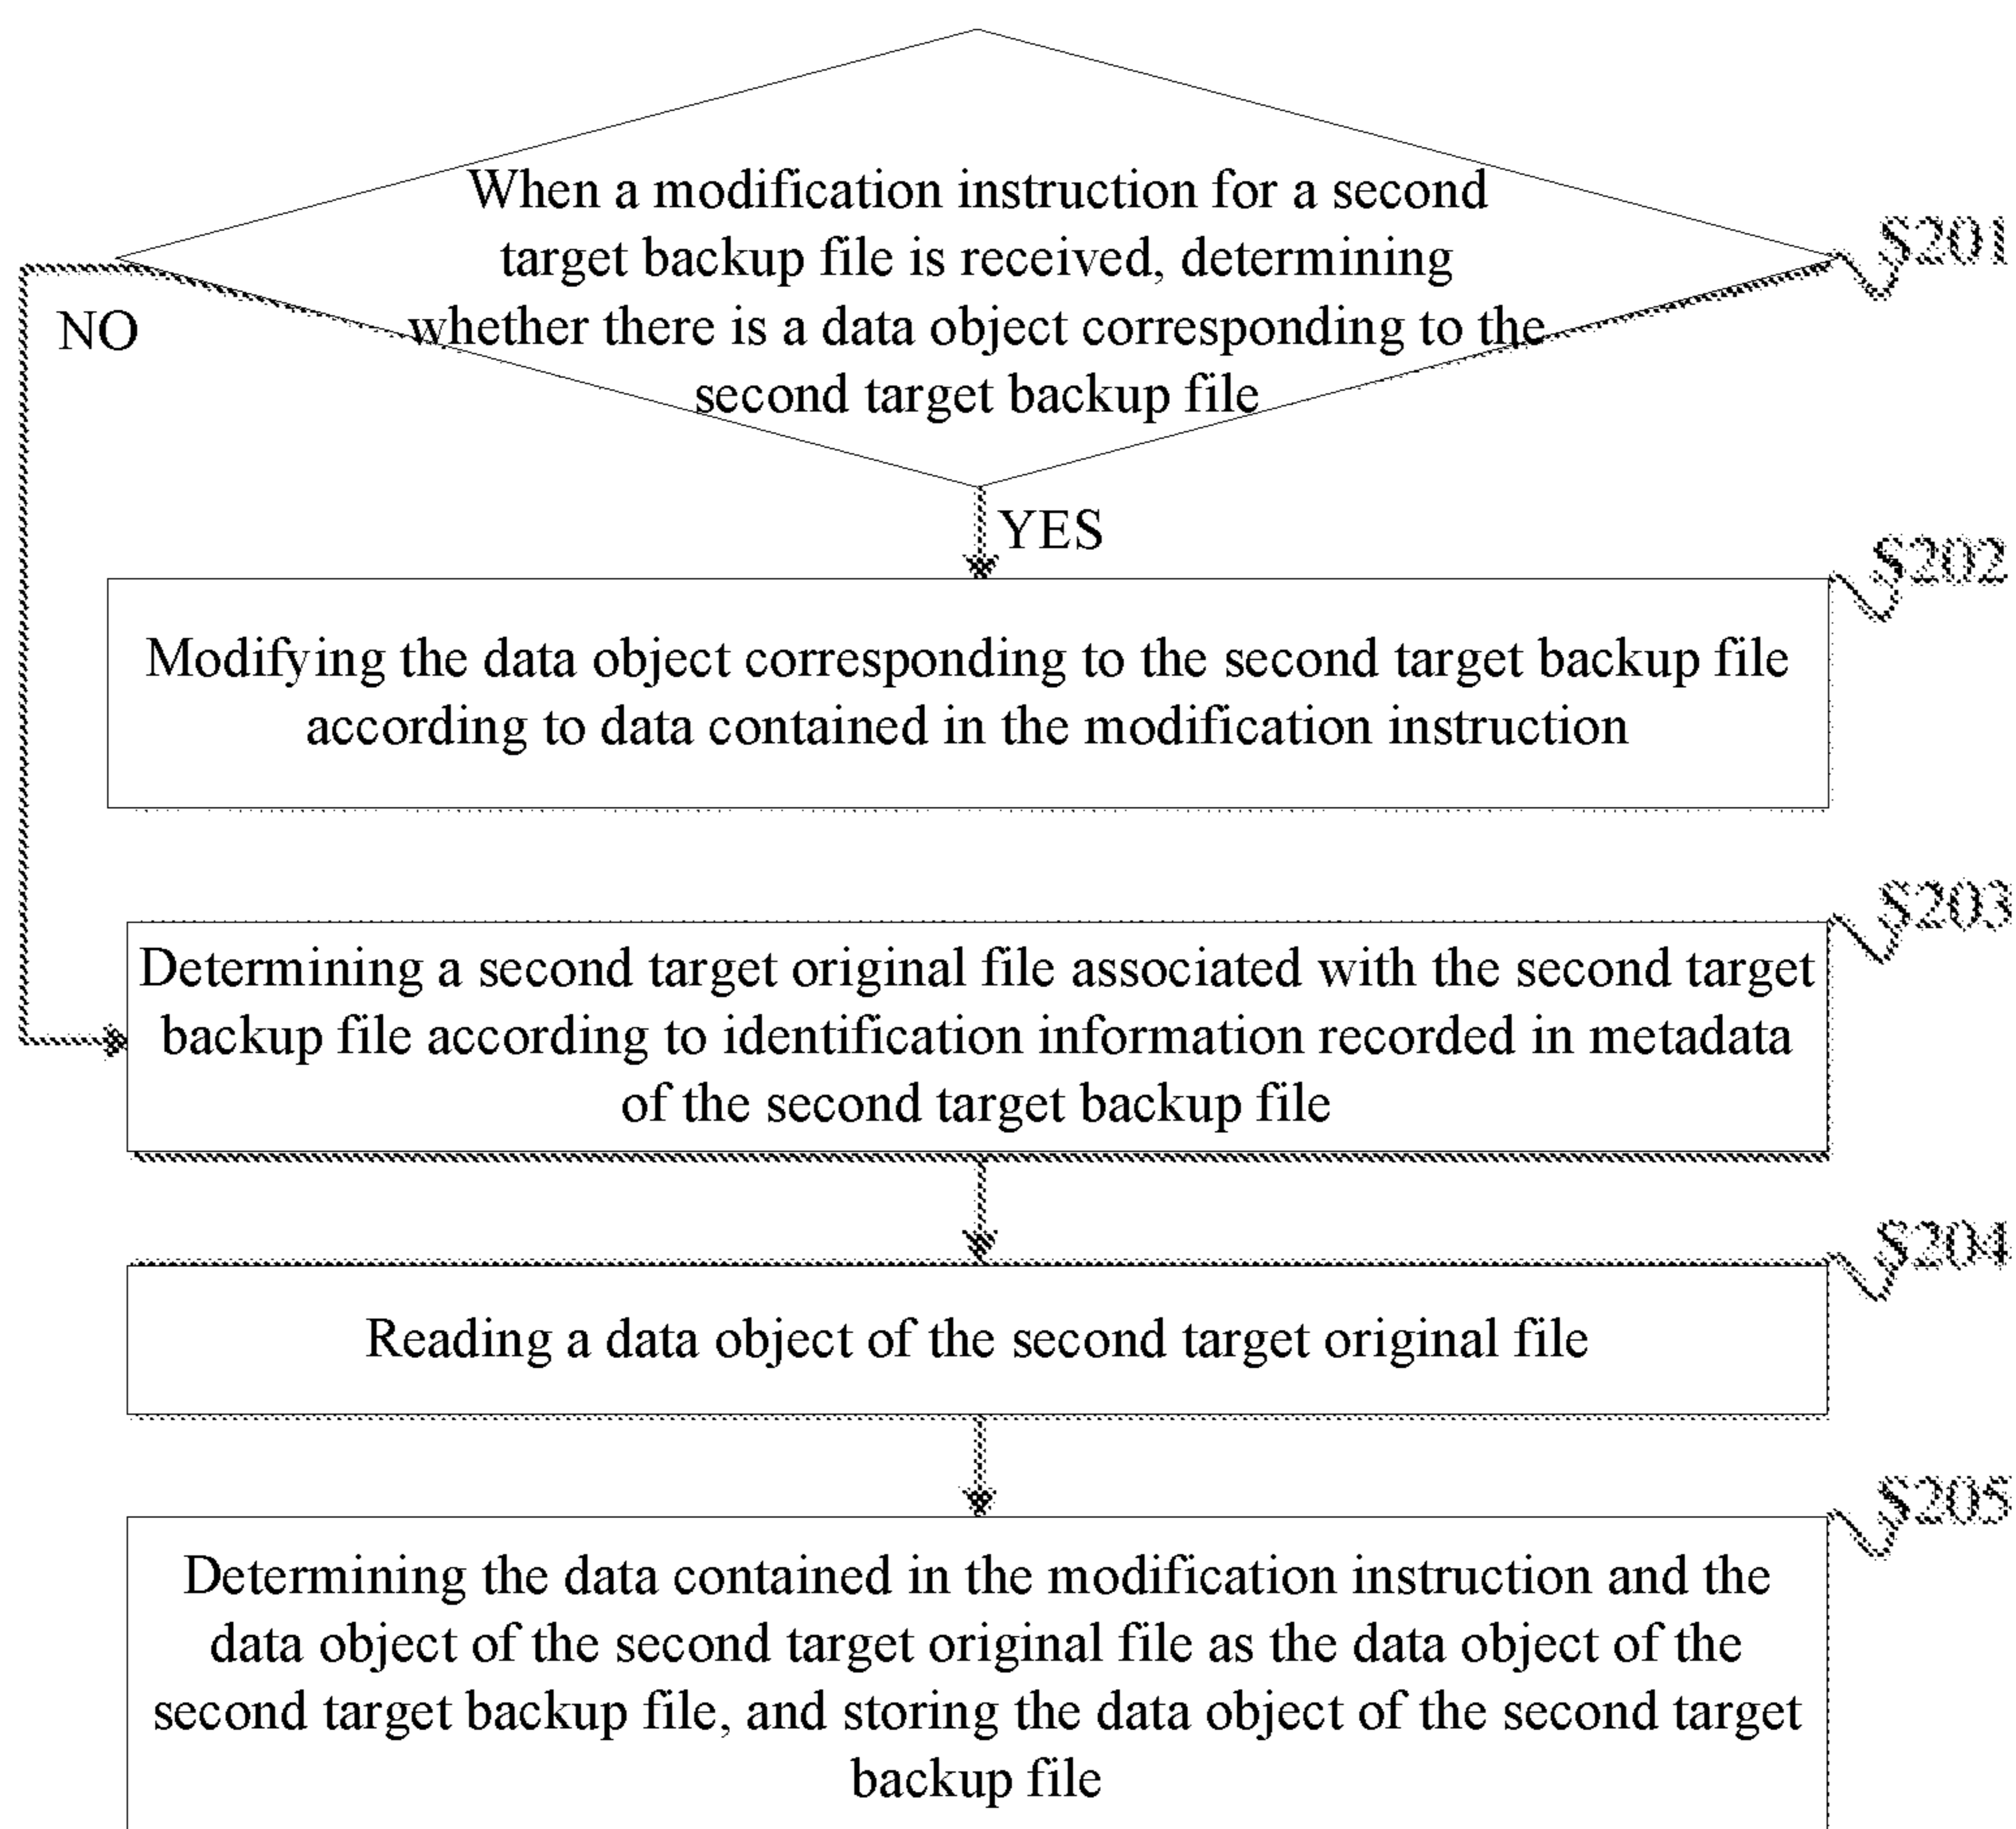 When a modification instruction for a second
target backup file is received, determining
whether there is a data object corresponding to the
second target backup file
S201
NO
YES
S202
Modifying the data object corresponding to the second target backup file
according to data contained in the modification instruction
S203
Determining a second target original file associated with the second target
backup file according to identification information recorded in metadata
of the second target backup file
S204
Reading a data object of the second target original file
S205
Determining the data contained in the modification instruction and the
data object of the second target original file as the data object of the
second target backup file, and storing the data object of the second target
backup file